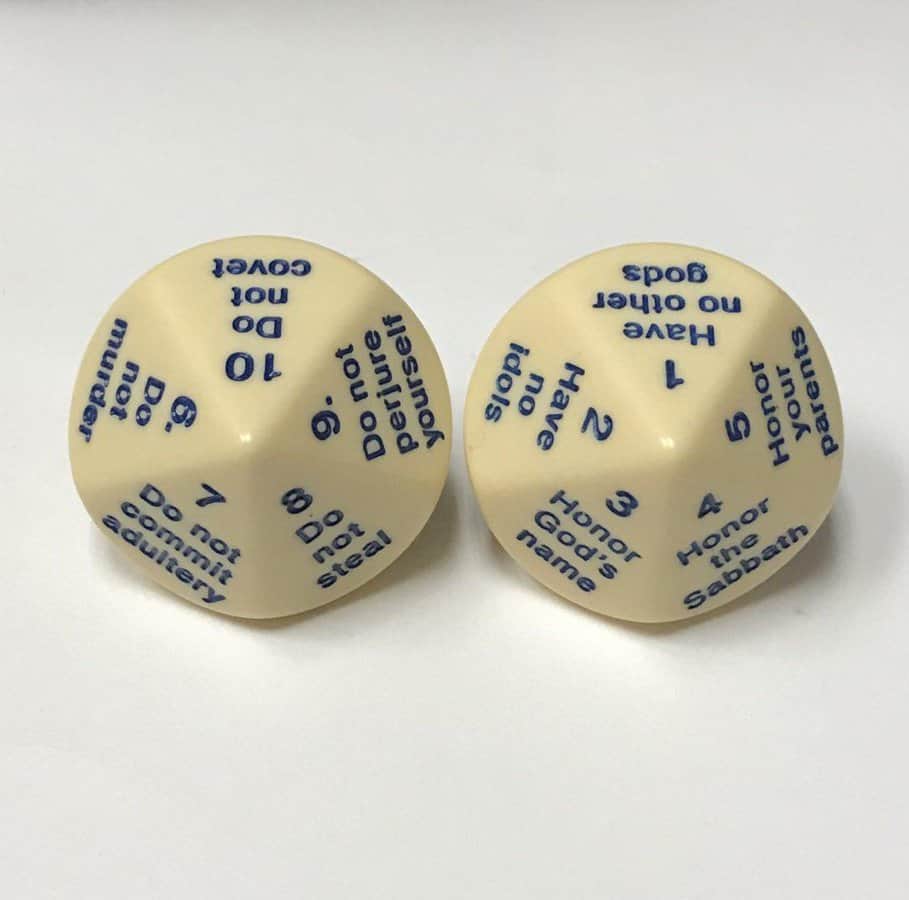 10
Do
not
covet
9.
Do not
perjure
yourself
8
Do
not
steal
7
Do not
commit
adultery
6.
Do
not
murder
1
Have
no other
gods
2
Have
no
idols
3
Honor
God's
name
4
Honor
the
Sabbath
5
Honor
your
parents